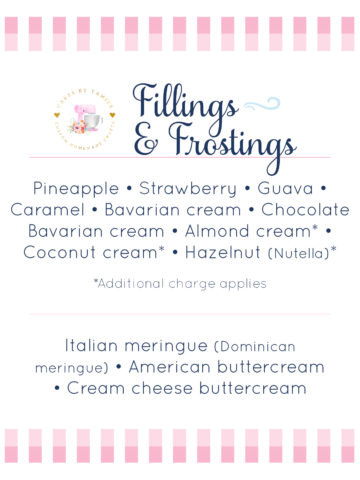 Fillings
& Frostings
Pineapple • Strawberry • Guava •
Caramel • Bavarian cream • Chocolate
Bavarian cream • Almond cream* •
Coconut cream* • Hazelnut (Nutella)*
*Additional charge applies
Italian meringue (Dominican
meringue) • American buttercream
• Cream cheese buttercream